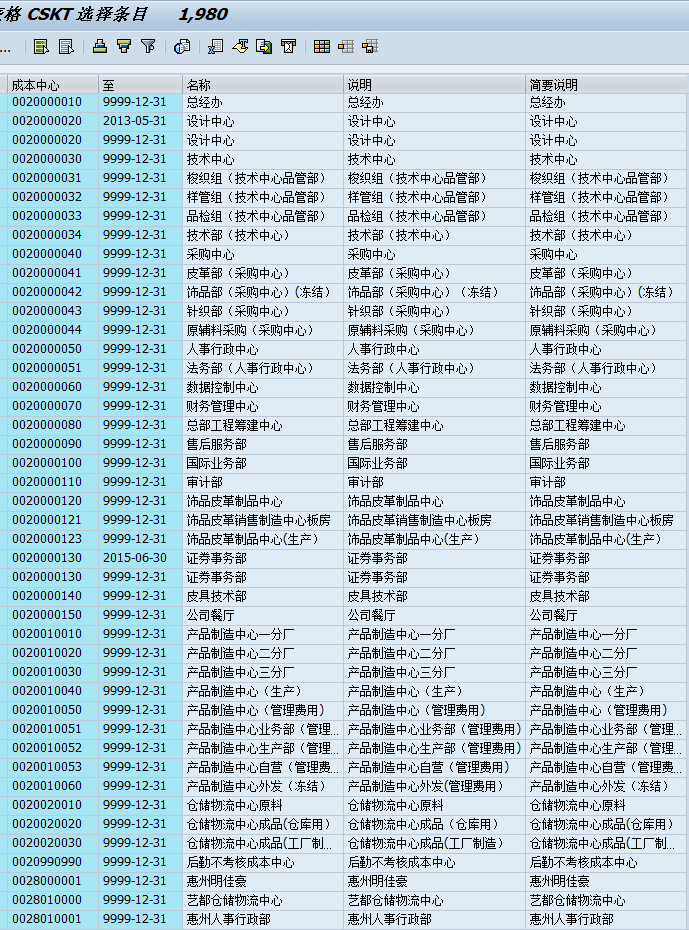 表格 CSKT 选择条目 1,980
成本中心 至 名称 说明 简要说明
0020000010 9999-12-31 总经办 总经办 总经办
0020000020 2013-05-31 设计中心 设计中心 设计中心
0020000020 9999-12-31 设计中心 设计中心 设计中心
0020000030 9999-12-31 技术中心 技术中心 技术中心
0020000031 9999-12-31 梭织组（技术中心品管部） 梭织组（技术中心品管部） 梭织组（技术中心品管部）
0020000032 9999-12-31 样管组（技术中心品管部） 样管组（技术中心品管部） 样管组（技术中心品管部）
0020000033 9999-12-31 品检组（技术中心品管部） 品检组（技术中心品管部） 品检组（技术中心品管部）
0020000034 9999-12-31 技术部（技术中心） 技术部（技术中心） 技术部（技术中心）
0020000040 9999-12-31 采购中心 采购中心 采购中心
0020000041 9999-12-31 皮革部（采购中心） 皮革部（采购中心） 皮革部（采购中心）
0020000042 9999-12-31 饰品部（采购中心）(冻结） 饰品部（采购中心）（冻结） 饰品部（采购中心）(冻结）
0020000043 9999-12-31 针织部（采购中心） 针织部（采购中心） 针织部（采购中心）
0020000044 9999-12-31 原辅料采购（采购中心） 原辅料采购（采购中心） 原辅料采购（采购中心）
0020000050 9999-12-31 人事行政中心 人事行政中心 人事行政中心
0020000051 9999-12-31 法务部（人事行政中心） 法务部（人事行政中心） 法务部（人事行政中心）
0020000060 9999-12-31 数据控制中心 数据控制中心 数据控制中心
0020000070 9999-12-31 财务管理中心 财务管理中心 财务管理中心
0020000080 9999-12-31 总部工程筹建中心 总部工程筹建中心 总部工程筹建中心
0020000090 9999-12-31 售后服务部 售后服务部 售后服务部
0020000100 9999-12-31 国际业务部 国际业务部 国际业务部
0020000110 9999-12-31 审计部 审计部 审计部
0020000120 9999-12-31 饰品皮革制品中心 饰品皮革制品中心 饰品皮革制品中心
0020000121 9999-12-31 饰品皮革销售制造中心板房 饰品皮革销售制造中心板房 饰品皮革销售制造中心板房
0020000123 9999-12-31 饰品皮革制品中心(生产） 饰品皮革制品中心(生产） 饰品皮革制品中心(生产）
0020000130 2015-06-30 证券事务部 证券事务部 证券事务部
0020000130 9999-12-31 证券事务部 证券事务部 证券事务部
0020000140 9999-12-31 皮具技术部 皮具技术部 皮具技术部
0020000150 9999-12-31 公司餐厅 公司餐厅 公司餐厅
0020010010 9999-12-31 产品制造中心一分厂 产品制造中心一分厂 产品制造中心一分厂
0020010020 9999-12-31 产品制造中心二分厂 产品制造中心二分厂 产品制造中心二分厂
0020010030 9999-12-31 产品制造中心三分厂 产品制造中心三分厂 产品制造中心三分厂
0020010040 9999-12-31 产品制造中心（生产） 产品制造中心（生产） 产品制造中心（生产）
0020010050 9999-12-31 产品制造中心（管理费用） 产品制造中心（管理费用） 产品制造中心（管理费用）
0020010051 9999-12-31 产品制造中心业务部（管理... 产品制造中心业务部（管理费用） 产品制造中心业务部（管理...
0020010052 9999-12-31 产品制造中心生产部（管理... 产品制造中心生产部（管理费用） 产品制造中心生产部（管理...
0020010053 9999-12-31 产品制造中心自营（管理费... 产品制造中心自营（管理费用） 产品制造中心自营（管理费...
0020010060 9999-12-31 产品制造中心外发（冻结） 产品制造中心外发(管理费用） 产品制造中心外发（冻结）
0020020010 9999-12-31 仓储物流中心原料 仓储物流中心原料 仓储物流中心原料
0020020020 9999-12-31 仓储物流中心成品(仓库用） 仓储物流中心成品（仓库用） 仓储物流中心成品(仓库用）
0020020030 9999-12-31 仓储物流中心成品(工厂制... 仓储物流中心成品(工厂制造） 仓储物流中心成品(工厂制...
0020990990 9999-12-31 后勤不考核成本中心 后勤不考核成本中心 后勤不考核成本中心
0028000001 9999-12-31 惠州明佳豪 惠州明佳豪 惠州明佳豪
0028010000 9999-12-31 艺都仓储物流中心 艺都仓储物流中心 艺都仓储物流中心
0028010001 9999-12-31 惠州人事行政部 惠州人事行政部 惠州人事行政部